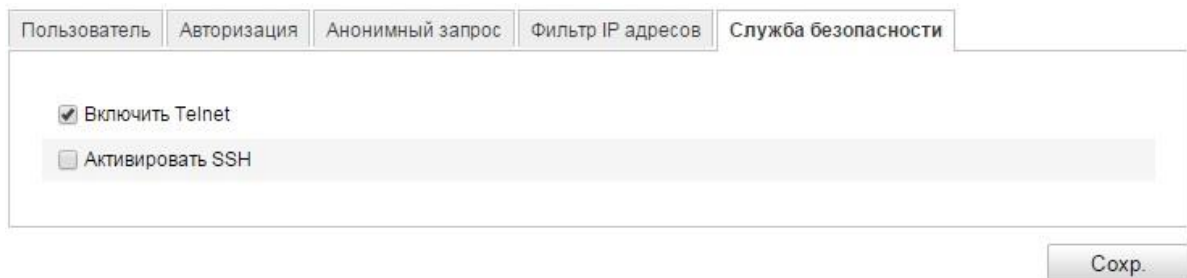 Пользователь Авторизация Анонимный запрос Фильтр IP адресов Служба безопасности
Включить Telnet
Активировать SSH
Сохр.